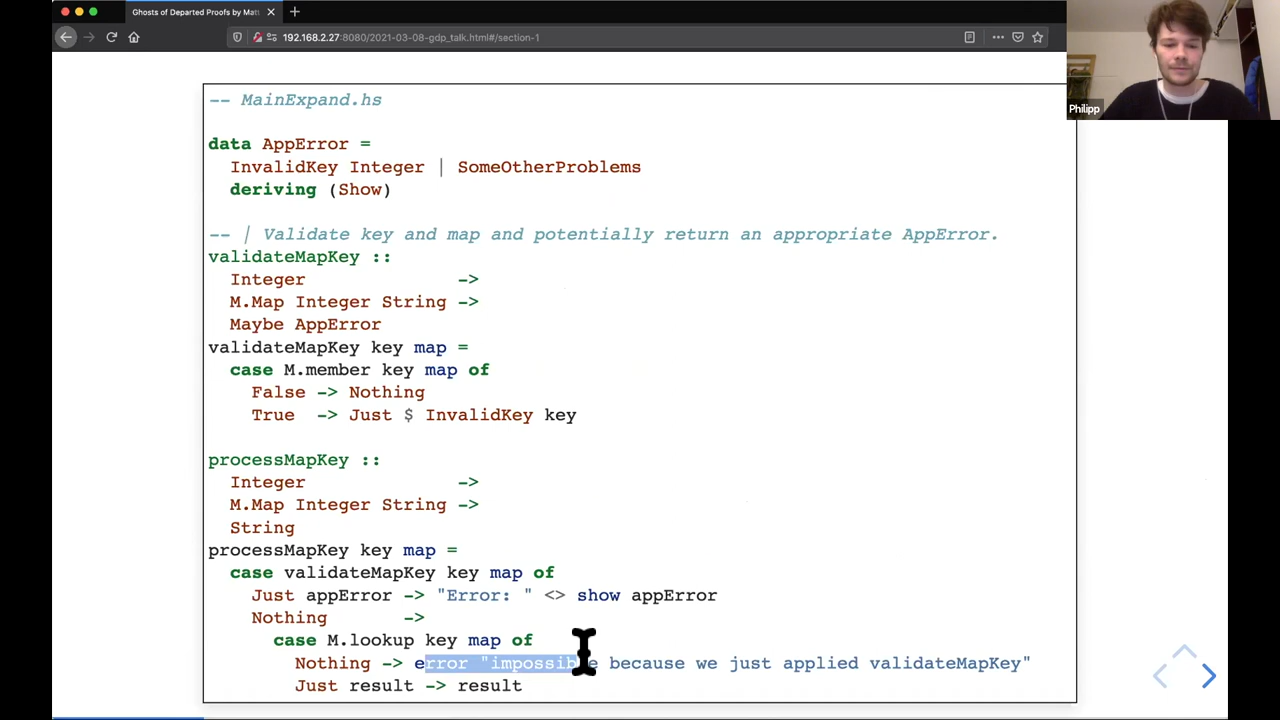 Ghosts of Departed Proofs by Mat
192.168.2.27:8080/2021-03-08-gdp_talk.html#/section-1
Philipp
-- MainExpand.hs
data AppError =
InvalidKey Integer | SomeOtherProblems
deriving (Show)
-- | Validate key and map and potentially return an appropriate AppError.
validateMapKey ::
Integer ->
M.Map Integer String ->
Maybe AppError
validateMapKey key map =
case M.member key map of
False -> Nothing
True -> Just $ InvalidKey key
processMapKey ::
Integer ->
M.Map Integer String ->
String
processMapKey key map =
case validateMapKey key map of
Just appError -> "Error: " <> show appError
Nothing ->
case M.lookup key map of
Nothing -> error "impossible because we just applied validateMapKey"
Just result -> result